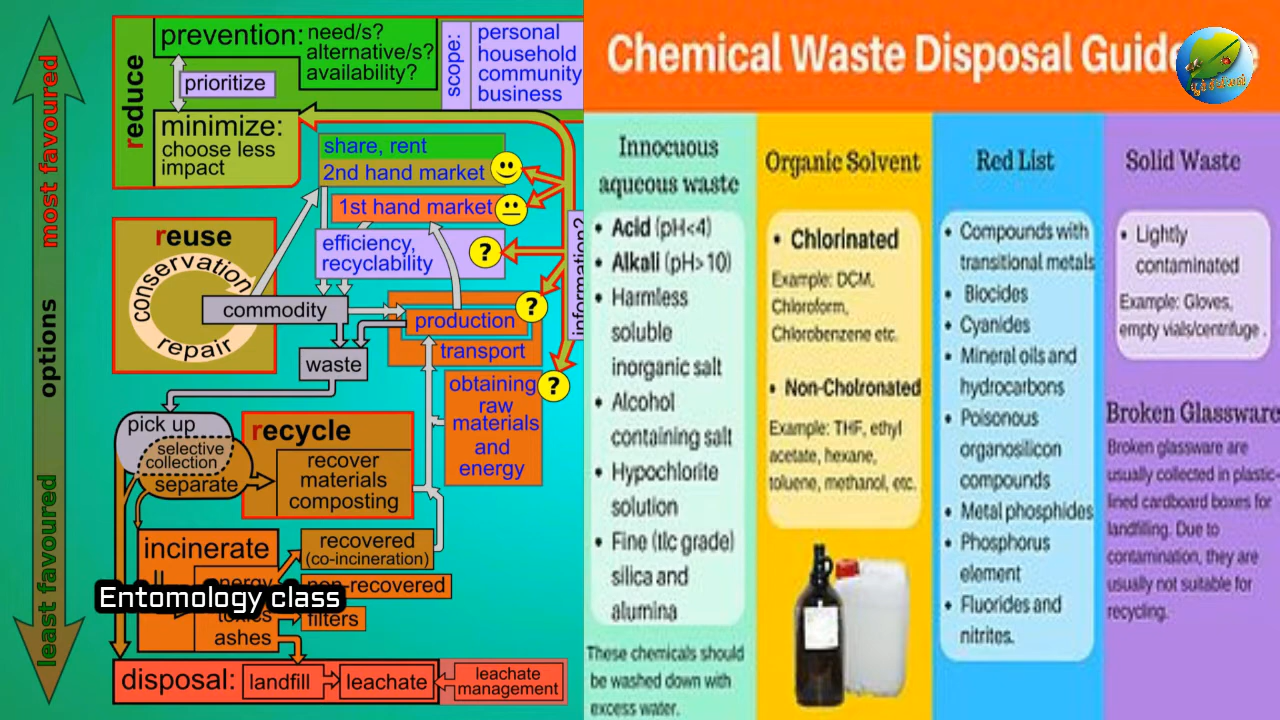 most favoured
options
least favoured
reduce
prevention:
need/s?
alternative/s?
availability?
prioritize
minimize:
choose less
impact
scope:
personal
household
community
business
share, rent
2nd hand market
1st hand market
efficiency,
recyclability
?
?
?
information?
reuse
conservation
repair
commodity
production
transport
waste
obtaining
raw
materials
and
energy
pick up
selective
collection
separate
recycle
recover
materials
composting
incinerate
recovered
(co-incineration)
energy
non-recovered
Entomology class
toxics
filters
ashes
disposal:
landfill
leachate
leachate
management
Chemical Waste Disposal Guide
Innocuous
aqueous waste
• Acid (pH<4)
• Alkali (pH>10)
• Harmless
soluble
inorganic salt
• Alcohol
containing salt
• Hypochlorite
solution
• Fine (tlc grade)
silica and
alumina
These chemicals should
be washed down with
excess water.
Organic Solvent
• Chlorinated
Example: DCM,
Chloroform,
Chlorobenzene etc.
• Non-Cholronated
Example: THF, ethyl
acetate, hexane,
toluene, methanol, etc.
Red List
• Compounds with
transitional metals
• Biocides
• Cyanides
• Mineral oils and
hydrocarbons
• Poisonous
organosilicon
compounds
• Metal phosphides
• Phosphorus
element
• Fluorides and
nitrites.
Solid Waste
• Lightly
contaminated
Example: Gloves,
empty vials/centrifuge .
Broken Glassware
Broken glassware are
usually collected in plastic-
lined cardboard boxes for
landfilling. Due to
contamination, they are
usually not suitable for
recycling.